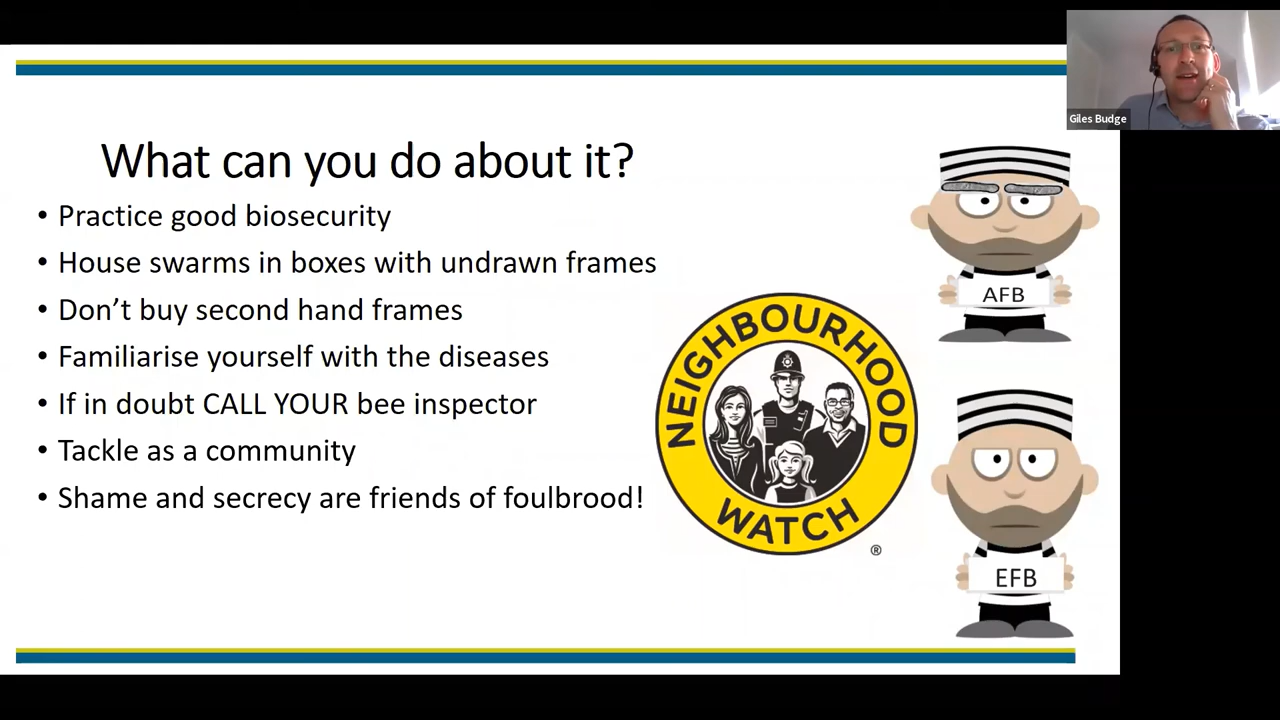 Giles Budge
What can you do about it?
• Practice good biosecurity
• House swarms in boxes with undrawn frames
• Don’t buy second hand frames
• Familiarise yourself with the diseases
• If in doubt CALL YOUR bee inspector
• Tackle as a community
• Shame and secrecy are friends of foulbrood!
NEIGHBOURHOOD
WATCH
®
AFB
EFB